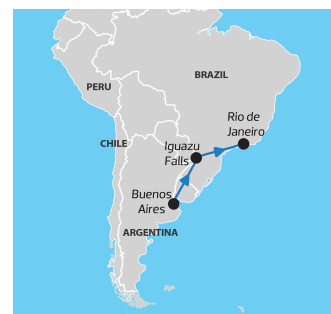 BRAZIL
PERU
Rio de
Janeiro
CHILE
Iguazu
Falls
Buenos
Aires
ARGENTINA